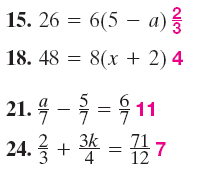 15. 26 = 6(5 − a) 2/3
18. 48 = 8(x + 2) 4
21. a/7 − 5/7 = 6/7 11
24. 2/3 + 3k/4 = 71/12 7